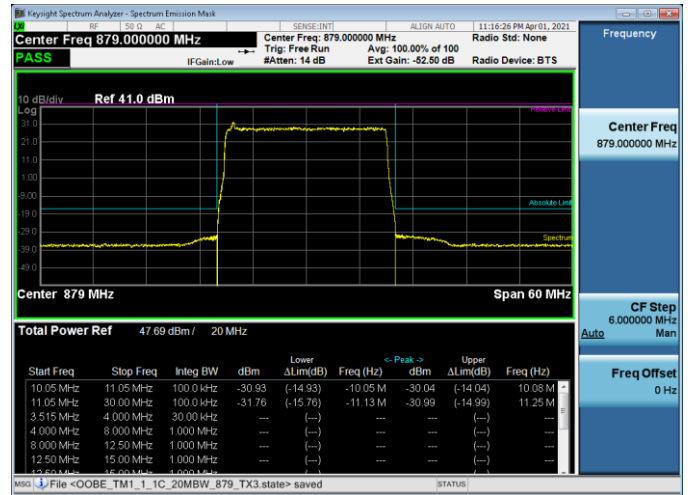 Keysight Spectrum Analyzer - Spectrum Emission Mask
RF 50 Ω AC SENSE:INT ALIGN AUTO 11:16:26 PM Apr 01, 2021
Center Freq 879.000000 MHz
Center Freq: 879.000000 MHz Radio Std: None
Trig: Free Run Avg: 100.00% of 100
PASS IFGain:Low #Atten: 14 dB Ext Gain: -52.50 dB Radio Device: BTS
Frequency
10 dB/div Ref 41.0 dBm
Log
Relative Limit
31.0
21.0
11.0
1.00
-9.00
Absolute Limit
-19.0
-29.0
Spectrum
-39.0
-49.0
Center 879 MHz Span 60 MHz
Center Freq
879.000000 MHz
CF Step
6.000000 MHz
Auto Man
Freq Offset
0 Hz
Total Power Ref 47.69 dBm / 20 MHz
Lower <- Peak -> Upper
Start Freq Stop Freq Integ BW dBm ΔLim(dB) Freq (Hz) dBm ΔLim(dB) Freq (Hz)
10.05 MHz 11.05 MHz 100.0 kHz -30.93 (-14.93) -10.05 M -30.04 (-14.04) 10.08 M
11.05 MHz 30.00 MHz 100.0 kHz -31.76 (-15.76) -11.13 M -30.99 (-14.99) 11.25 M
3.515 MHz 4.000 MHz 30.00 kHz --- (---) --- (---) ---
4.000 MHz 8.000 MHz 1.000 MHz --- (---) --- (---) ---
8.000 MHz 12.50 MHz 1.000 MHz --- (---) --- (---) ---
12.50 MHz 15.00 MHz 1.000 MHz --- (---) --- (---) ---
12.50 MHz 15.00 MHz 1.000 MHz --- (---) --- (---) ---
MSG File <OOBE_TM1_1_1C_20MBW_879_TX3.state> saved STATUS